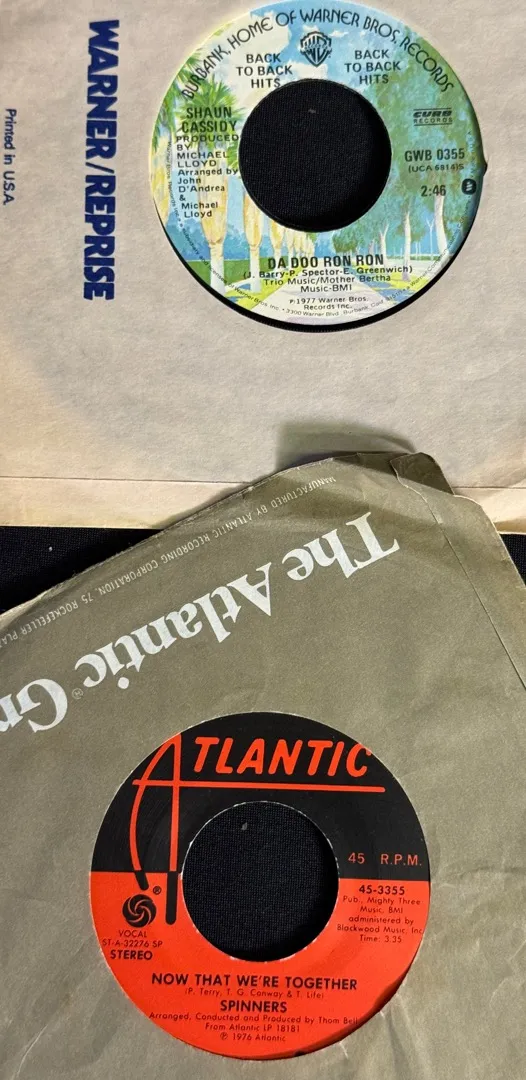 WARNER/REPRISE
Printed in U.S.A.
BURBANK, HOME OF WARNER BROS. RECORDS
BACK
TO BACK
HITS
BACK
TO BACK
HITS
SHAUN
CASSIDY
PRODUCED
BY
MICHAEL
LLOYD
Arranged by
John
D'Andrea
&
Michael
Lloyd
CURB
RECORDS
GWB 0355
(UCA 6814)S
2:46
DA DOO RON RON
(J. Barry-P. Spector-E. Greenwich)
Trio Music/Mother Bertha
Music-BMI
℗1977 Warner Bros.
Records Inc.
MANUFACTURED BY ATLANTIC RECORDING CORPORATION, 75 ROCKEFELLER
The Atlantic® Gr
ATLANTIC
45 R.P.M.
®
VOCAL
ST-A-32276 SP
STEREO
45-3355
Pub., Mighty Three
Music, BMI
administered by
Blackwood Music, Inc.
Time: 3:35
NOW THAT WE'RE TOGETHER
(P. Terry, T. G. Conway & T. Life)
SPINNERS
Arranged, Conducted and Produced by Thom Bell
From Atlantic LP 18181
℗ 1976 Atlantic